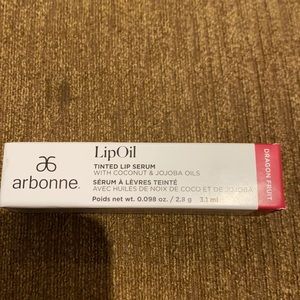 arbonne
LipOil
TINTED LIP SERUM
WITH COCONUT & JOJOBA OILS
SÉRUM À LÈVRES TEINTÉ
AVEC HUILES DE NOIX DE COCO ET DE JOJOBA
Poids net wt. 0.098 oz. / 2.8 g 3.1 ml
DRAGON FRUIT